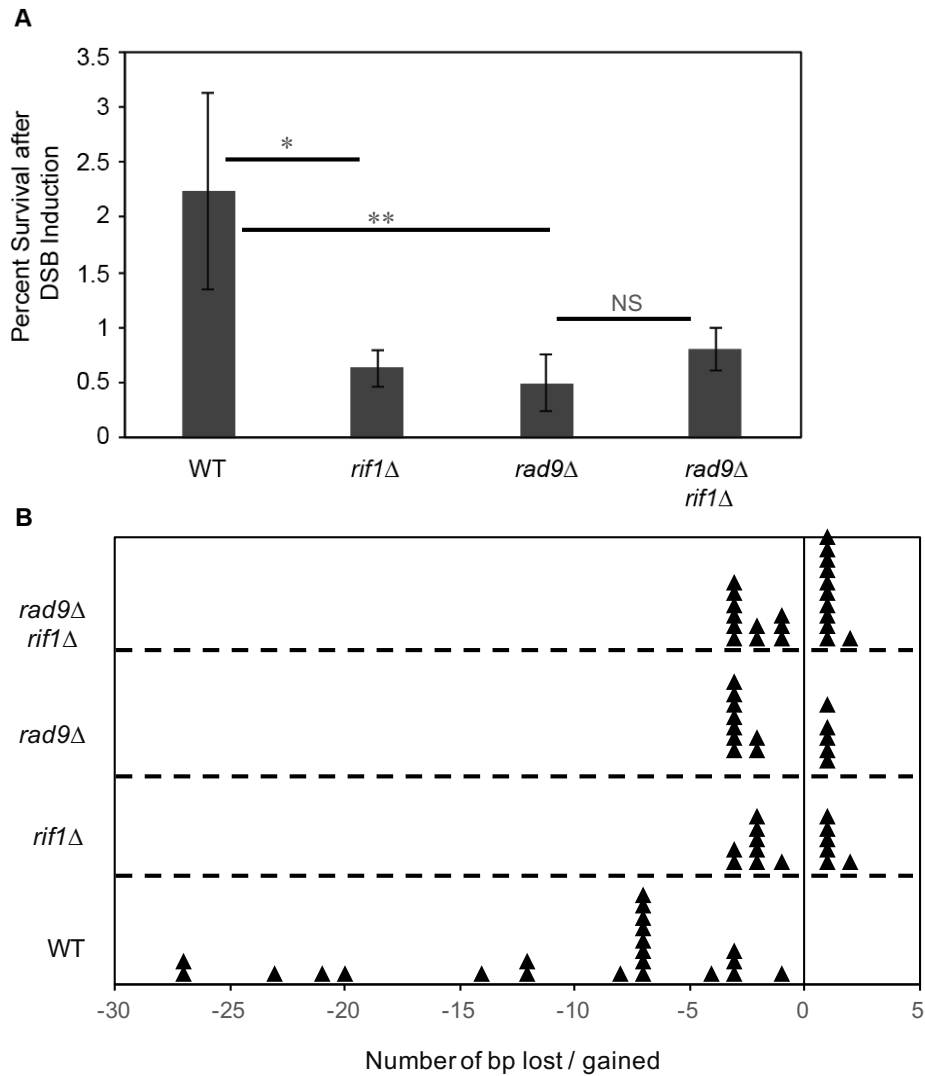 A
Percent Survival after
DSB Induction
3.5
3
2.5
2
1.5
1
0.5
0
*
**
NS
WT
rif1Δ
rad9Δ
rad9Δ
rif1Δ
B
rad9Δ
rif1Δ
rad9Δ
rif1Δ
WT
-30
-25
-20
-15
-10
-5
0
5
Number of bp lost / gained